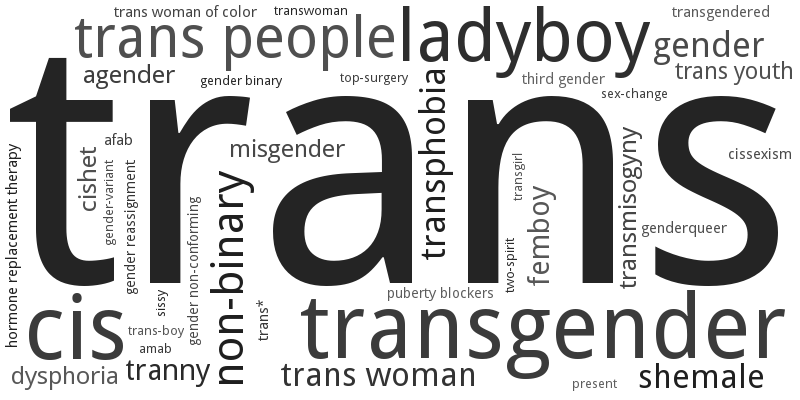 trans woman of color
transwoman
transgendered
trans people
ladyboy
gender
trans youth
agender
gender binary
top-surgery
third gender
sex-change
trans
afab
misgender
transphobia
cissexism
hormone replacement therapy
cishet
gender-variant
gender reassignment
gender non-conforming
non-binary
transgirl
femboy
transmisogyny
two-spirit
genderqueer
sissy
trans*
puberty blockers
cis
trans-boy
amab
transgender
dysphoria
tranny
trans woman
present
shemale